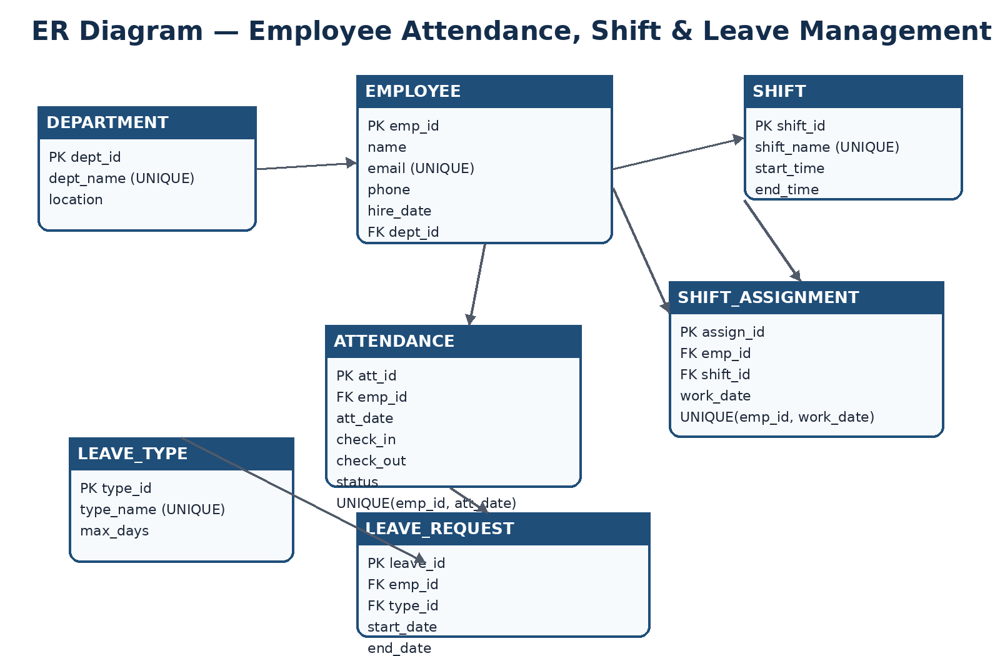 ER Diagram — Employee Attendance, Shift & Leave Management
DEPARTMENT
PK dept_id
dept_name (UNIQUE)
location
EMPLOYEE
PK emp_id
name
email (UNIQUE)
phone
hire_date
FK dept_id
SHIFT
PK shift_id
shift_name (UNIQUE)
start_time
end_time
SHIFT_ASSIGNMENT
PK assign_id
FK emp_id
FK shift_id
work_date
UNIQUE(emp_id, work_date)
ATTENDANCE
PK att_id
FK emp_id
att_date
check_in
check_out
status
UNIQUE(emp_id, att_date)
LEAVE_TYPE
PK type_id
type_name (UNIQUE)
max_days
LEAVE_REQUEST
PK leave_id
FK emp_id
FK type_id
start_date
end_date